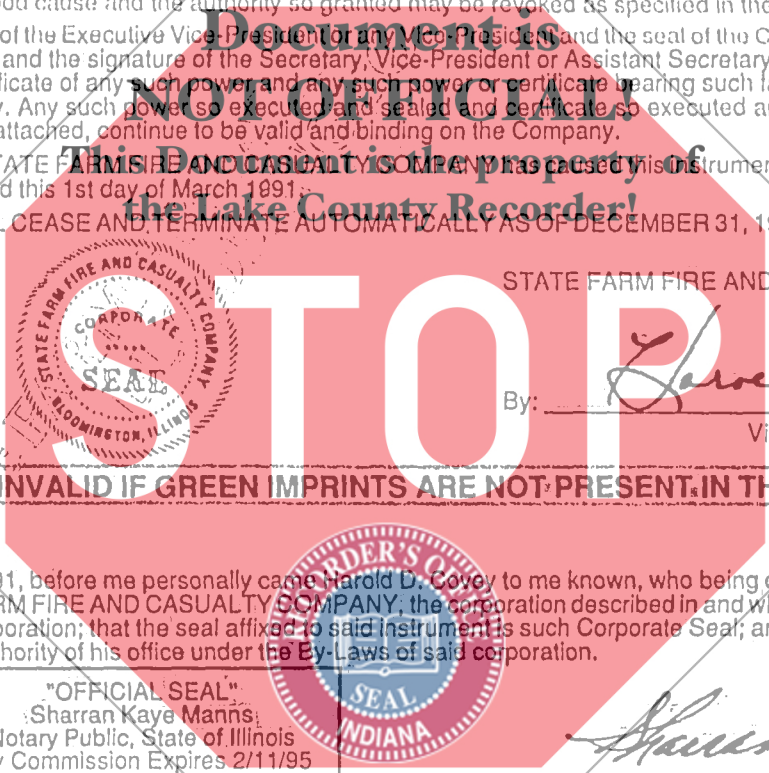 od cause and the authority so granted may be revoked as specified in the
of the Executive Vice-President or any Vice-President and the seal of the C
and the signature of the Secretary, Vice-President or Assistant Secretary
ficate of any such power and any such power or certificate bearing such fa
y. Any such power so executed and sealed and certificate so executed a
attached, continue to be valid and binding on the Company.
Document is
NOT OFFICIAL!
This Document is the property of
the Lake County Recorder!
TATE FARM FIRE AND CASUALTY COMPANY has caused this instrumen
d this 1st day of March 1991.
L CEASE AND TERMINATE AUTOMATICALLY AS OF DECEMBER 31, 19
STATE FARM FIRE AND CASUALTY COMPANY
CORPORATE
SEAL
BLOOMINGTON, ILLINOIS
STATE FARM FIRE AND
By:
Vi
STOP
INVALID IF GREEN IMPRINTS ARE NOT PRESENT IN TH
91, before me personally came Harold D. Covey to me known, who being d
RM FIRE AND CASUALTY COMPANY, the corporation described in and wh
poration; that the seal affixed to said instrument is such Corporate Seal; an
hority of his office under the By-Laws of said corporation.
RECORDER'S OFFICE
SEAL
INDIANA
"OFFICIAL SEAL"
Sharran Kaye Manns
Notary Public, State of Illinois
y Commission Expires 2/11/95